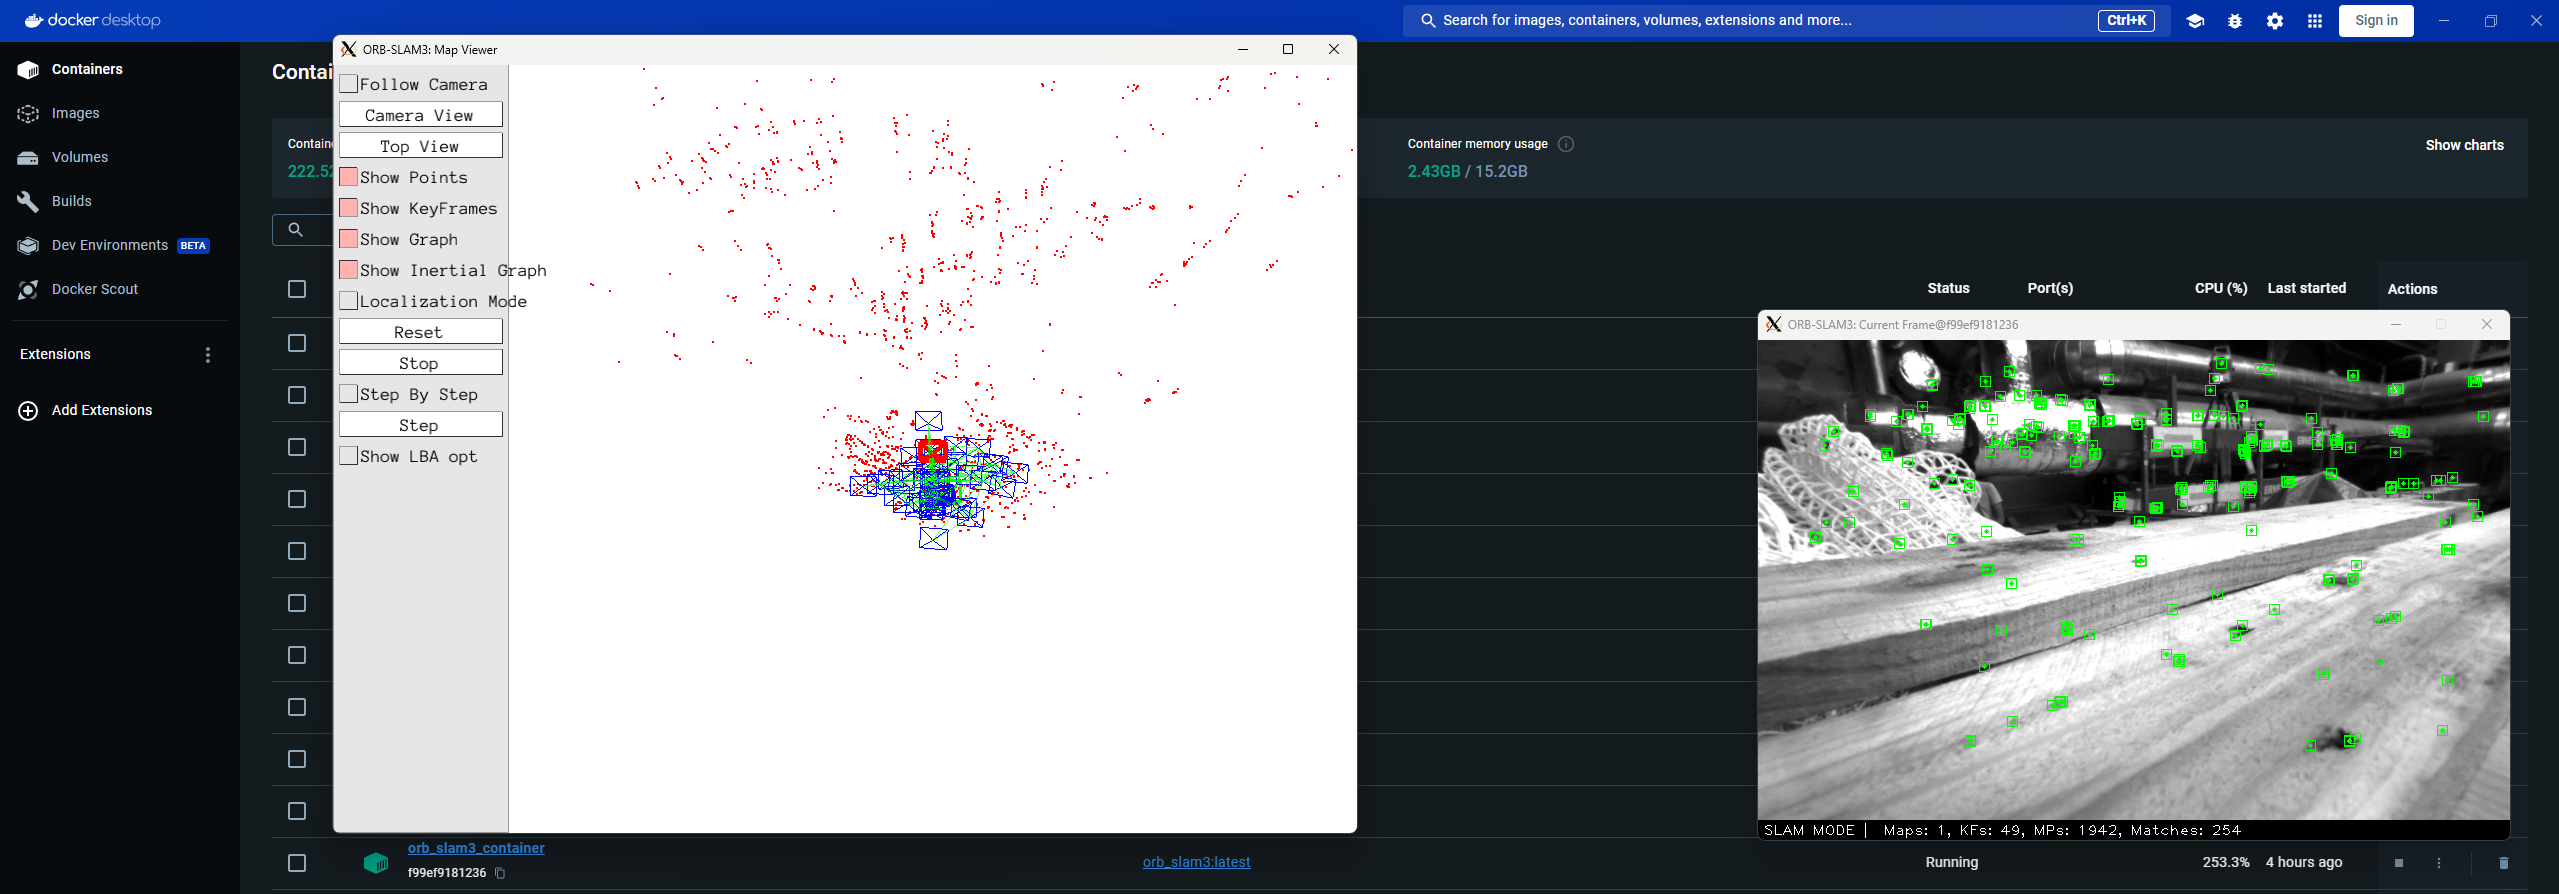 docker desktop
Search for images, containers, volumes, extensions and more...
Ctrl+K
Sign in
Containers
Images
Volumes
Builds
Dev Environments BETA
Docker Scout
Extensions
Add Extensions
Contai
Contain
222.52
Container memory usage
2.43GB / 15.2GB
Show charts
ORB-SLAM3: Map Viewer
Follow Camera
Camera View
Top View
Show Points
Show KeyFrames
Show Graph
Show Inertial Graph
Localization Mode
Reset
Stop
Step By Step
Step
Show LBA opt
Status
Port(s)
CPU (%)
Last started
Actions
ORB-SLAM3: Current Frame@f99ef9181236
SLAM MODE | Maps: 1, KFs: 49, MPs: 1942, Matches: 254
orb_slam3_container
f99ef9181236
orb_slam3:latest
Running
253.3%
4 hours ago